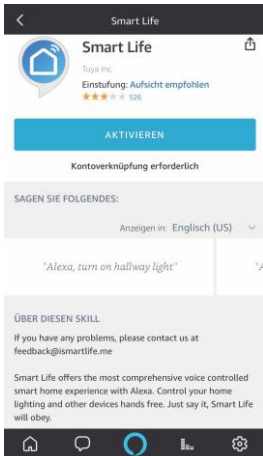 Smart Life
Smart Life
Tuya Inc.
Einstufung: Aufsicht empfohlen
526
AKTIVIEREN
Kontoverknüpfung erforderlich
SAGEN SIE FOLGENDES:
Anzeigen in: Englisch (US)
"Alexa, turn on hallway light"
"A
ÜBER DIESEN SKILL
If you have any problems, please contact us at
feedback@ismartlife.me
Smart Life offers the most comprehensive voice controlled
smart home experience with Alexa. Control your home
lighting and other devices hands free. Just say it, Smart Life
will obey.